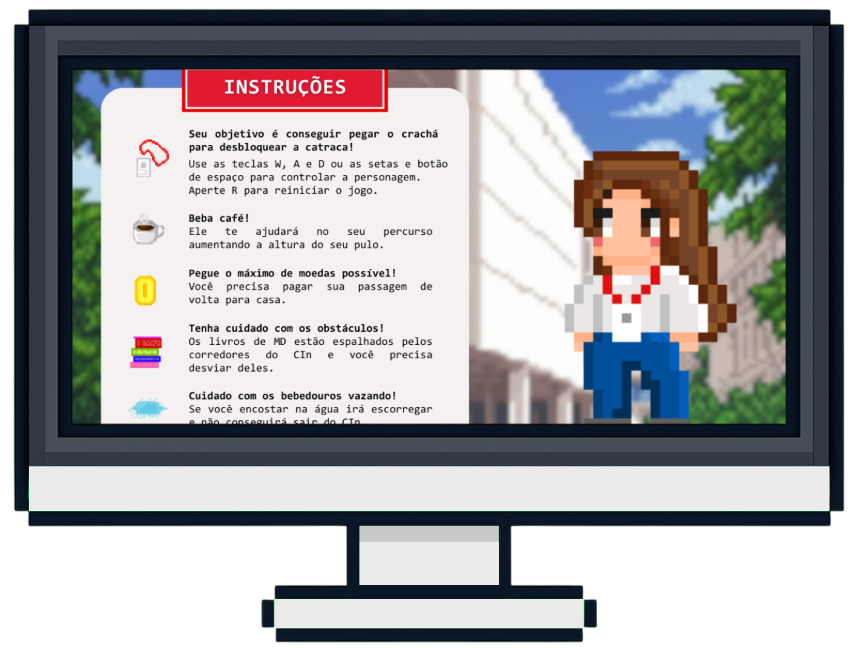 INSTRUÇÕES
Seu objetivo é conseguir pegar o crachá
para desbloquear a catraca!
Use as teclas W, A e D ou as setas e botão
de espaço para controlar a personagem.
Aperte R para reiniciar o jogo.
Beba café!
Ele te ajudará no seu percurso
aumentando a altura do seu pulo.
Pegue o máximo de moedas possível!
Você precisa pagar sua passagem de
volta para casa.
Tenha cuidado com os obstáculos!
Os livros de MD estão espalhados pelos
corredores do CIn e você precisa
desviar deles.
Cuidado com os bebedouros vazando!
Se você encostar na água irá escorregar
e não conseguirá sair do CIn.